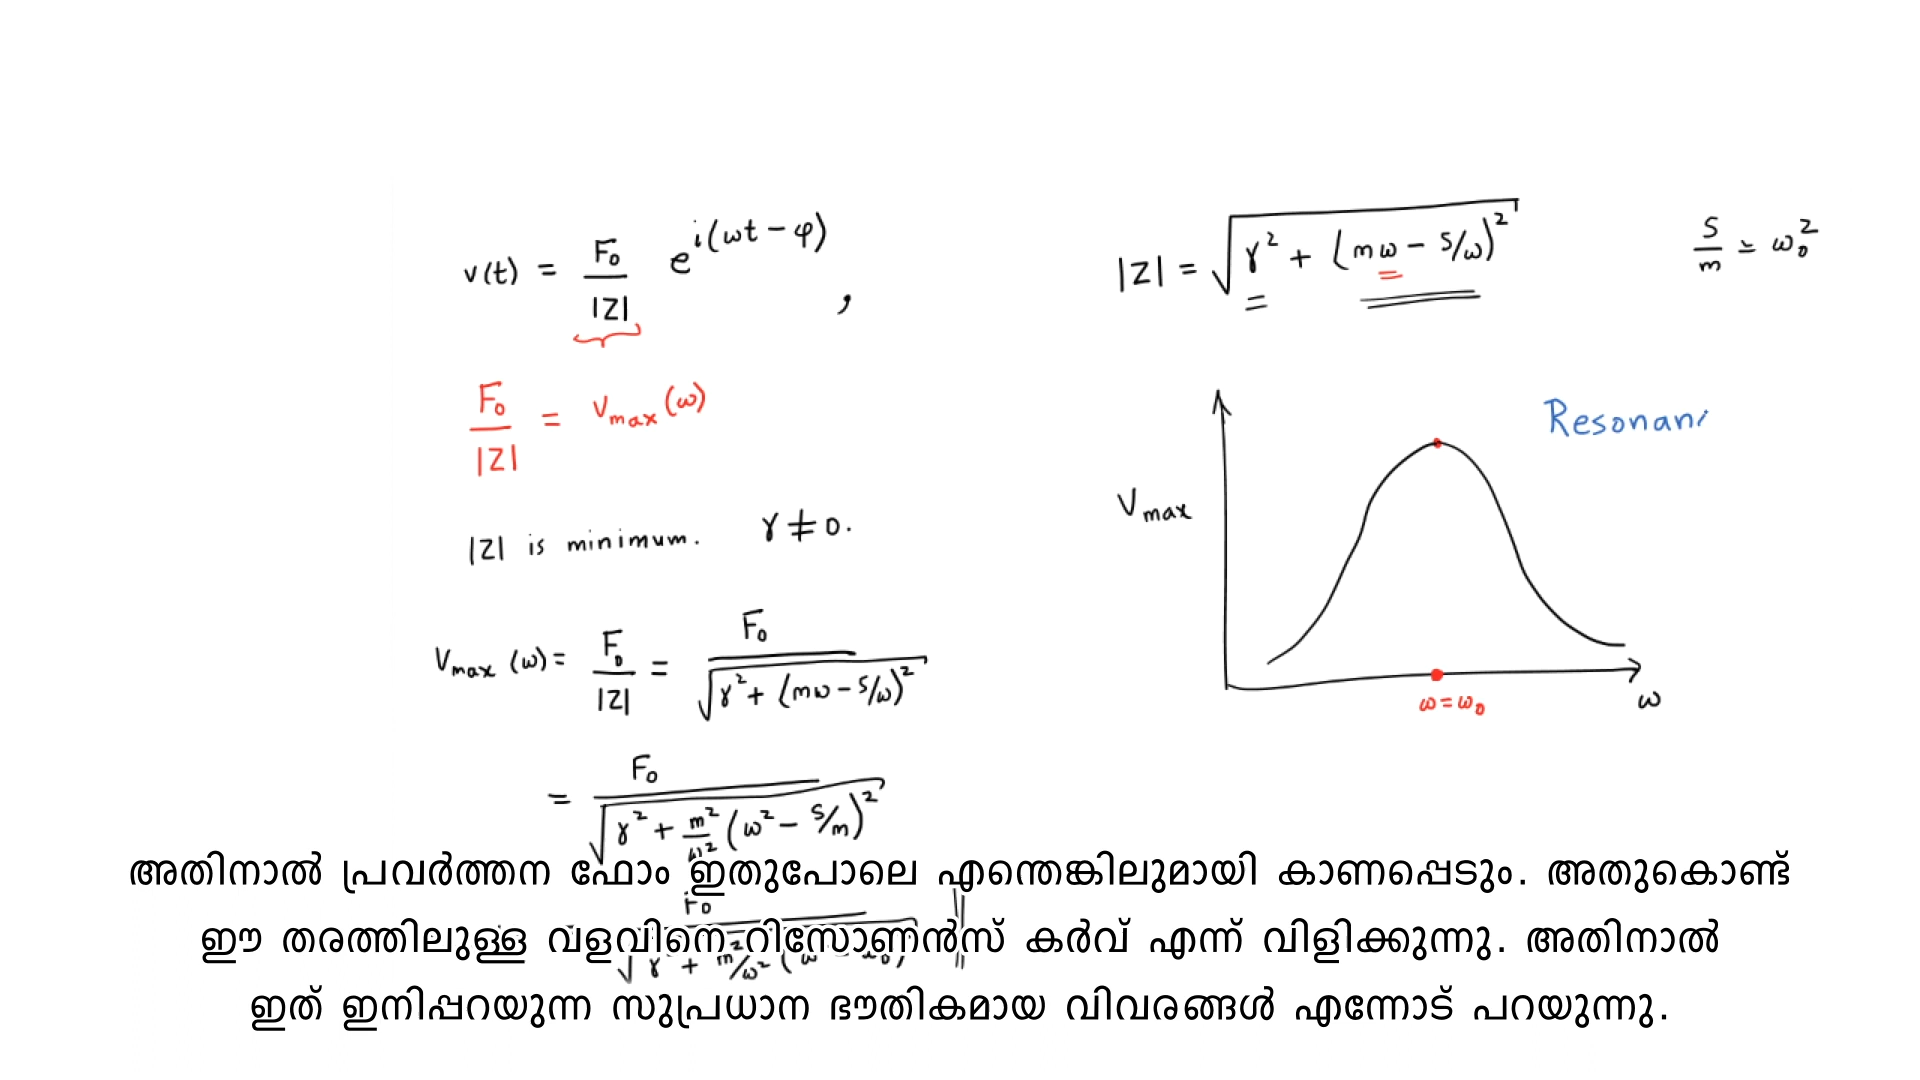 v(t) = F₀/|Z| e^{i(ωt − φ)} ,
|Z| = √(γ² + (mω − s/ω)²)
s/m = ω₀²
F₀/|Z| = v_max(ω)
Resonan
|Z| is minimum. γ ≠ 0.
V_max
V_max (ω) = F₀/|Z| = F₀/√(γ² + (mω − s/ω)²)
ω
ω = ω₀
= F₀/√(γ² + m²/ω² (ω² − s/m)²)
അതിനാൽ പ്രവർത്തന ഫോം ഇതുപോലെ എന്തെങ്കിലുമായി കാണപ്പെടും. അതുകൊണ്ട്
ഈ തരത്തിലുള്ള വളവിനെ റിസോണൻസ് കർവ് എന്ന് വിളിക്കുന്നു. അതിനാൽ
ഇത് ഇനിപ്പറയുന്ന സുപ്രധാന ഭൗതികമായ വിവരങ്ങൾ എന്നോട് പറയുന്നു.